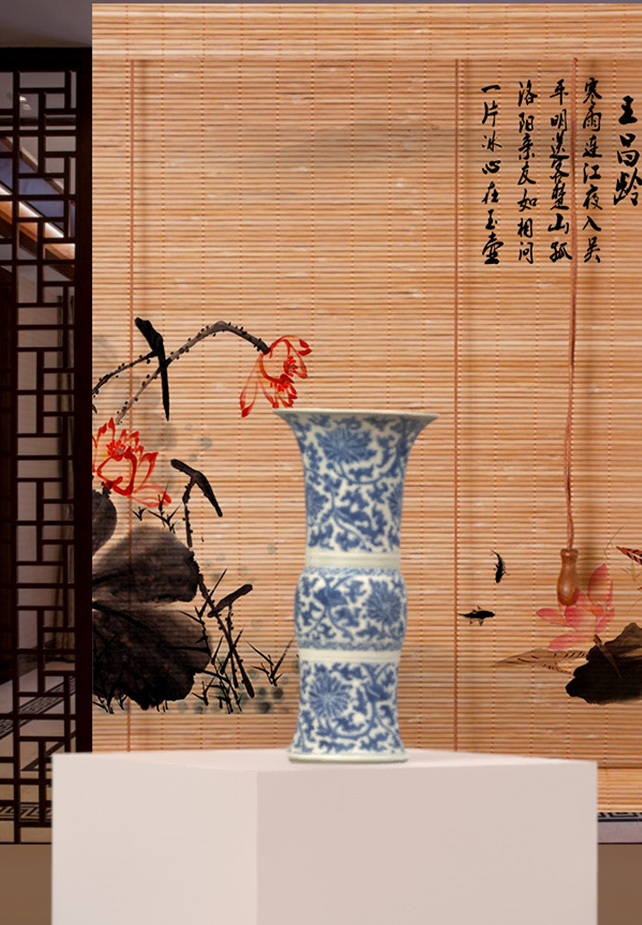 王昌龄
寒雨連江夜入吴
平明送客楚山孤
洛阳亲友如相问
一片冰心在玉壶